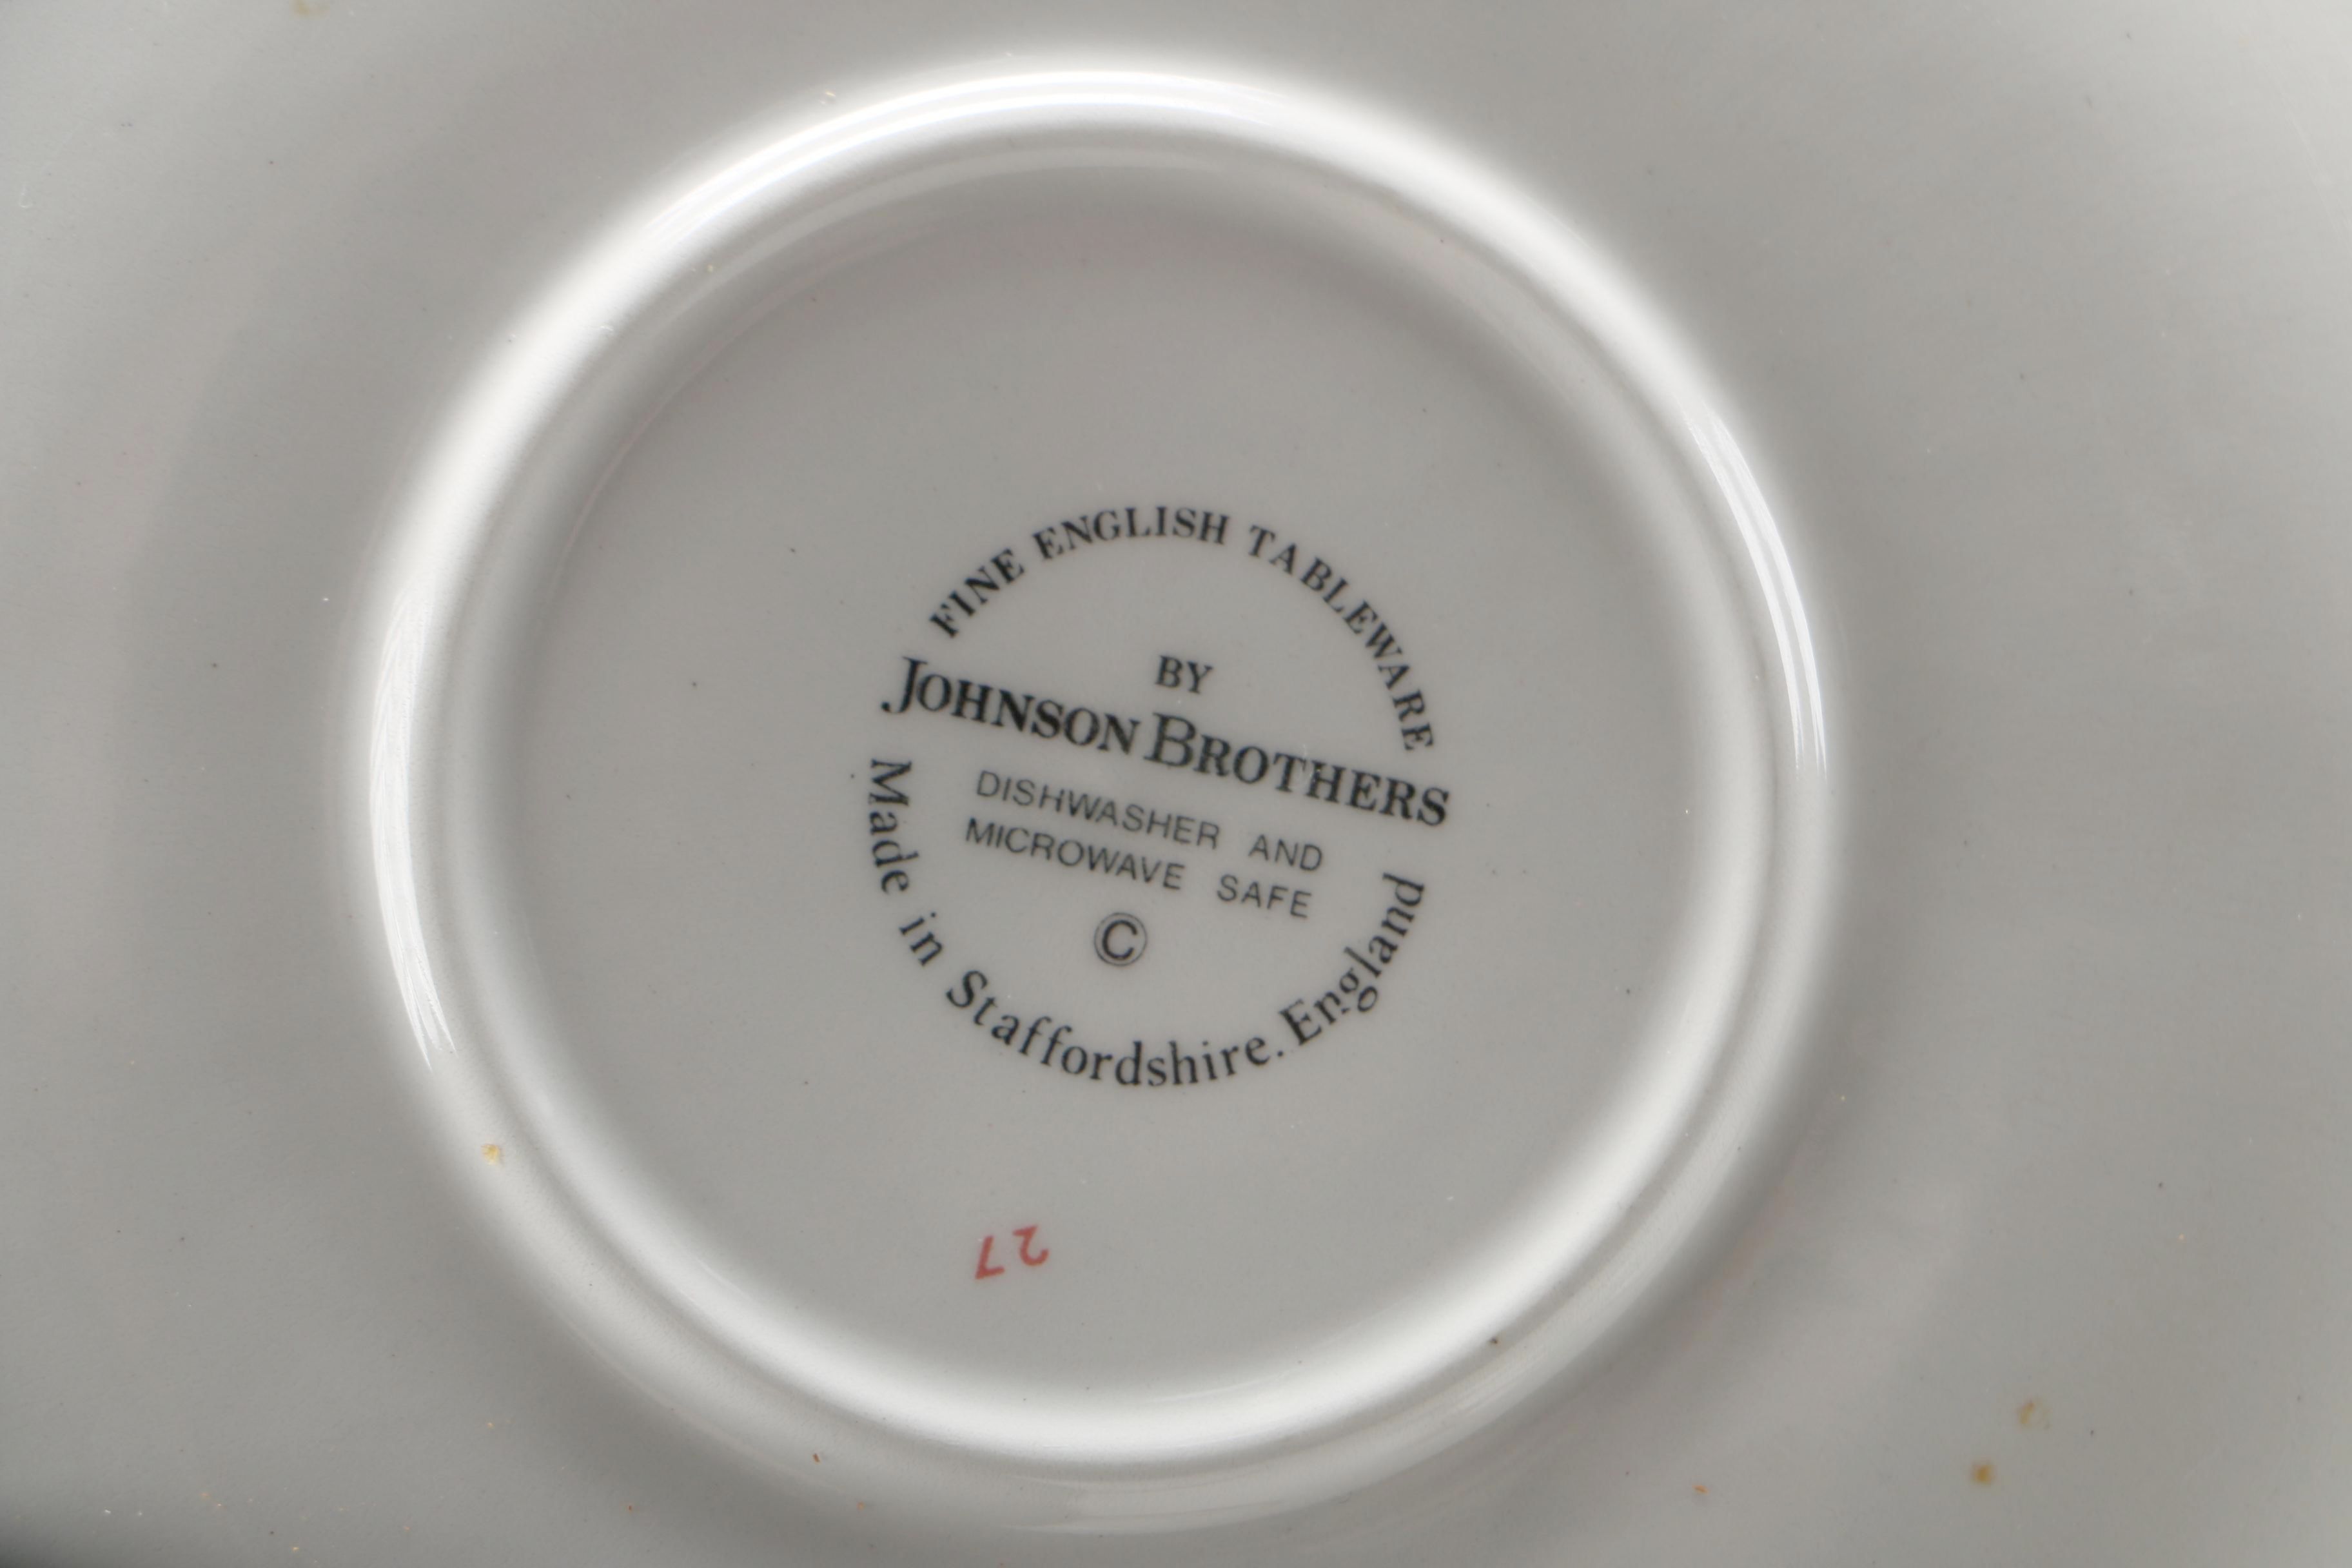 FINE ENGLISH TABLEWARE
BY
JOHNSON BROTHERS
DISHWASHER AND
MICROWAVE SAFE
©
Made in Staffordshire. England
27